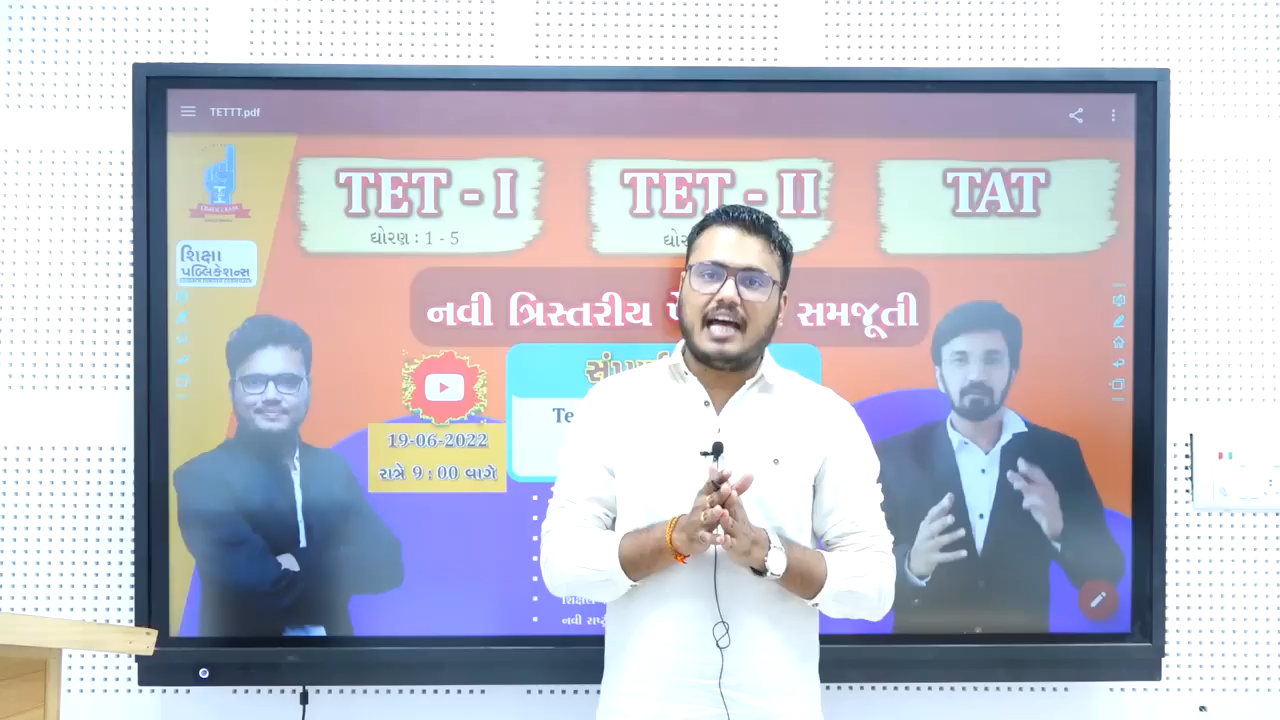 TETTT.pdf
TET - I
ધોરણ : 1 - 5
TET - II
TAT
શિક્ષા
પબ્લિકેશન્સ
નવી ત્રિસ્તરીય સમજૂતી
19-06-2022
રાત્રે 9 : 00 વાગે
નવી